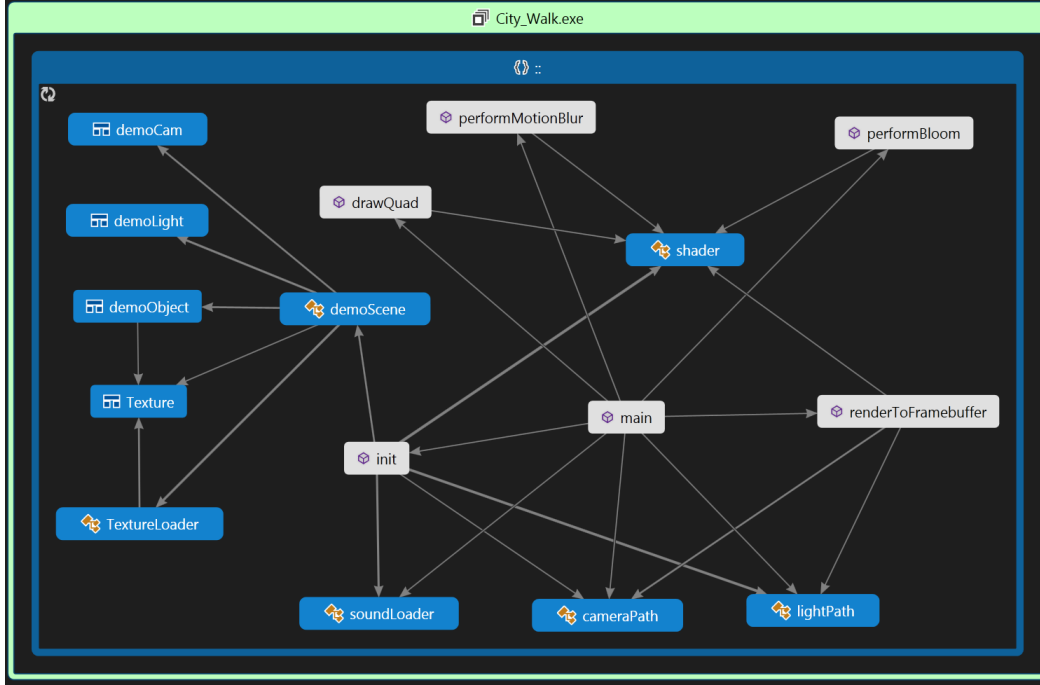 City_Walk.exe
::
demoCam
performMotionBlur
performBloom
drawQuad
demoLight
shader
demoObject
demoScene
Texture
main
renderToFramebuffer
init
TextureLoader
soundLoader
cameraPath
lightPath